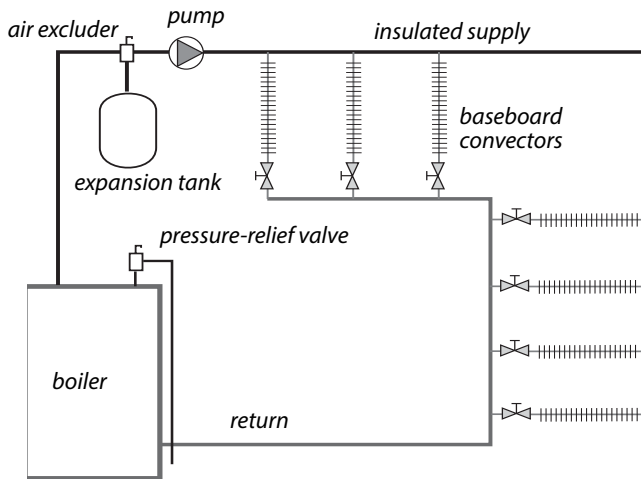 pump
air excluder
insulated supply
baseboard
convectors
expansion tank
pressure-relief valve
boiler
return